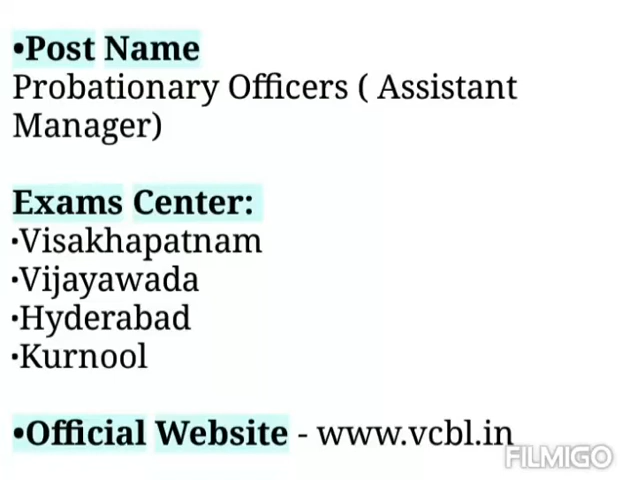 •Post Name
Probationary Officers ( Assistant
Manager)
Exams Center:
•Visakhapatnam
•Vijayawada
•Hyderabad
•Kurnool
•Official Website - www.vcbl.in
FILMIGO